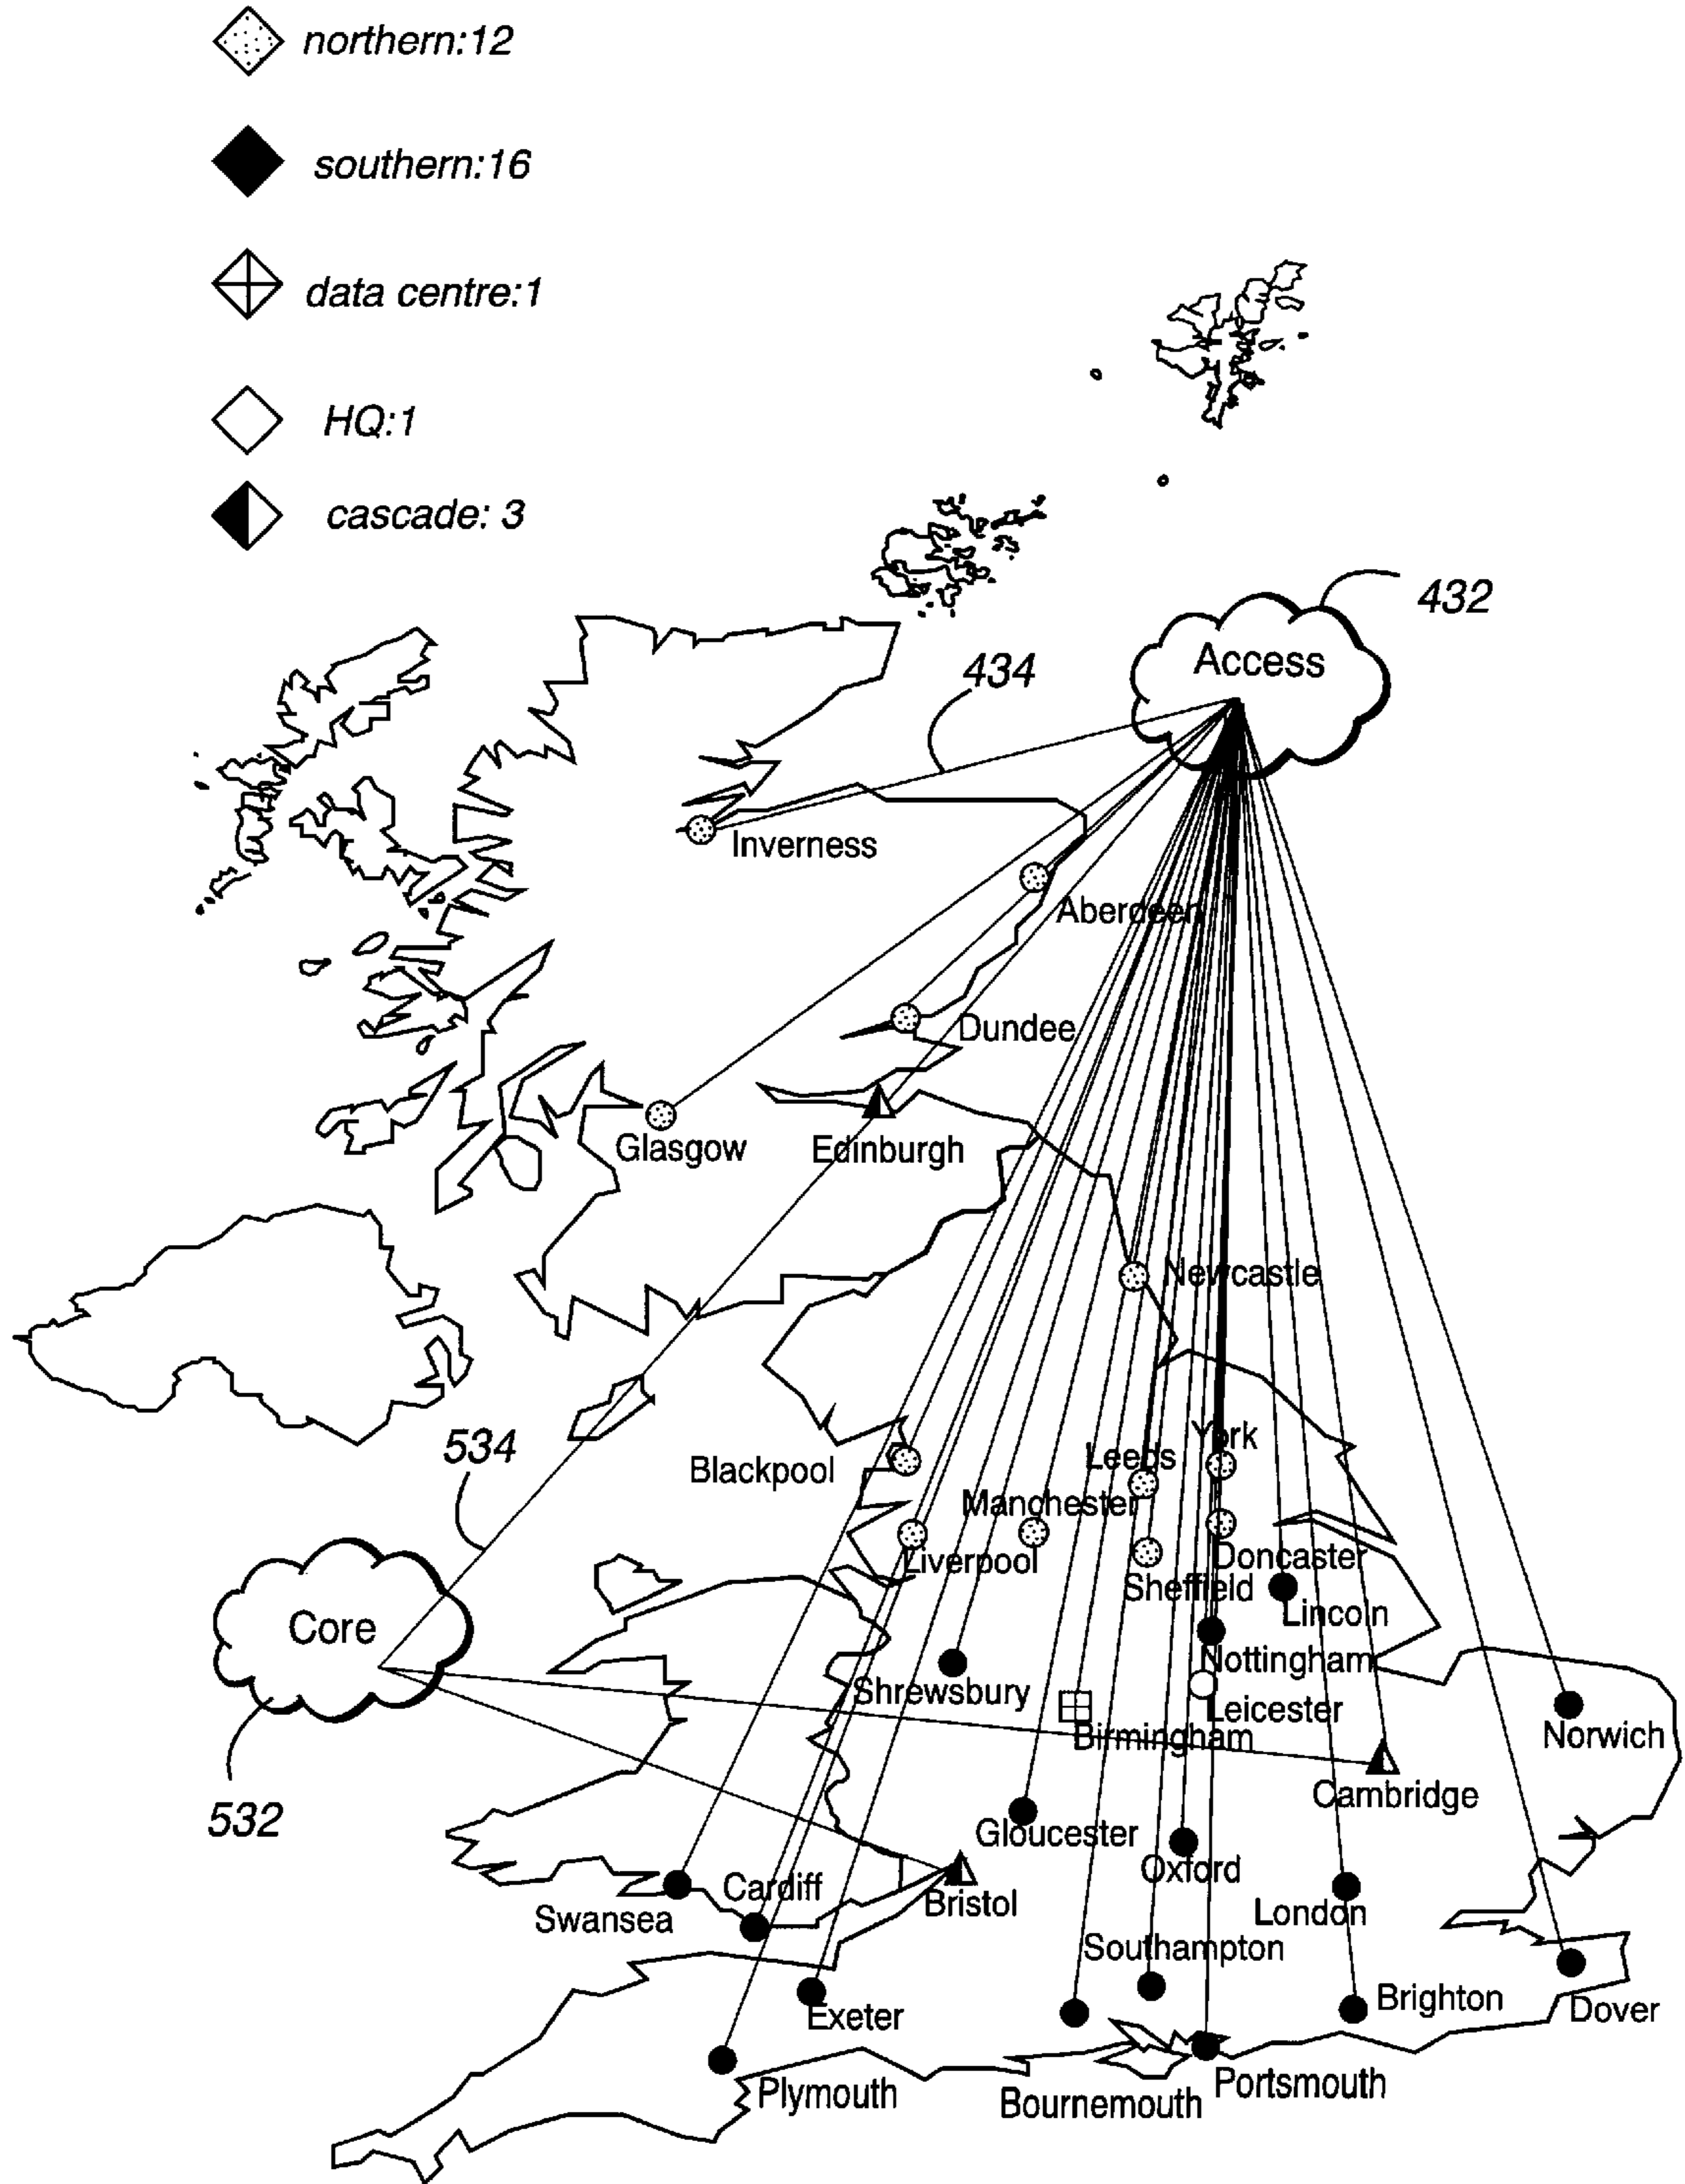 northern:12
southern:16
data centre:1
HQ:1
cascade: 3
432
Access
434
Inverness
Aberdeen
Dundee
Glasgow
Edinburgh
Newcastle
York
534
Leeds
Blackpool
Manchester
Liverpool
Doncaster
Sheffield
Lincoln
Core
Nottingham
Shrewsbury
Leicester
Birmingham
Norwich
Cambridge
532
Gloucester
Oxford
Cardiff
Bristol
London
Swansea
Southampton
Brighton
Dover
Exeter
Portsmouth
Plymouth
Bournemouth